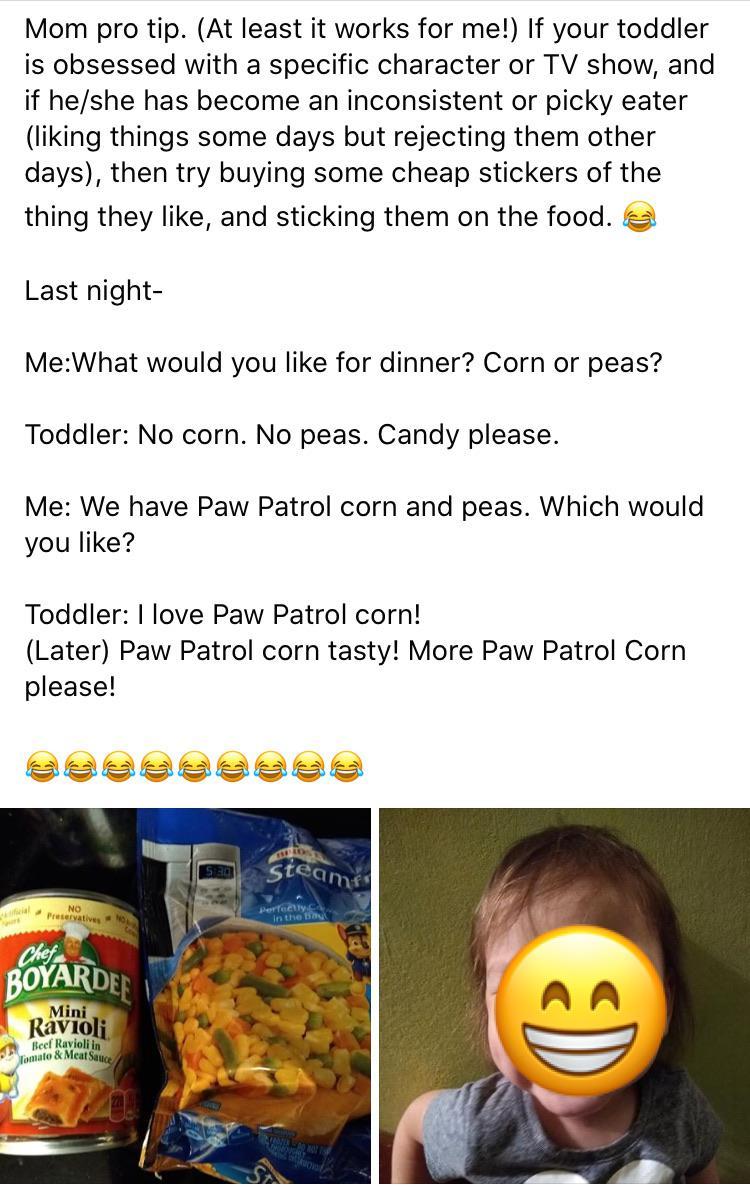 Mom pro tip. (At least it works for me!) If your toddler
is obsessed with a specific character or TV show, and
if he/she has become an inconsistent or picky eater
(liking things some days but rejecting them other
days), then try buying some cheap stickers of the
thing they like, and sticking them on the food. 😂
Last night-
Me:What would you like for dinner? Corn or peas?
Toddler: No corn. No peas. Candy please.
Me: We have Paw Patrol corn and peas. Which would
you like?
Toddler: I love Paw Patrol corn!
(Later) Paw Patrol corn tasty! More Paw Patrol Corn
please!
😂😂😂😂😂😂😂😂😂
NO
Preservatives
Chef
BOYARDEE
Mini
Ravioli
Beef Ravioli in
Tomato & Meat Sauce
5:30
Steamf
Perfectly
in the Bag